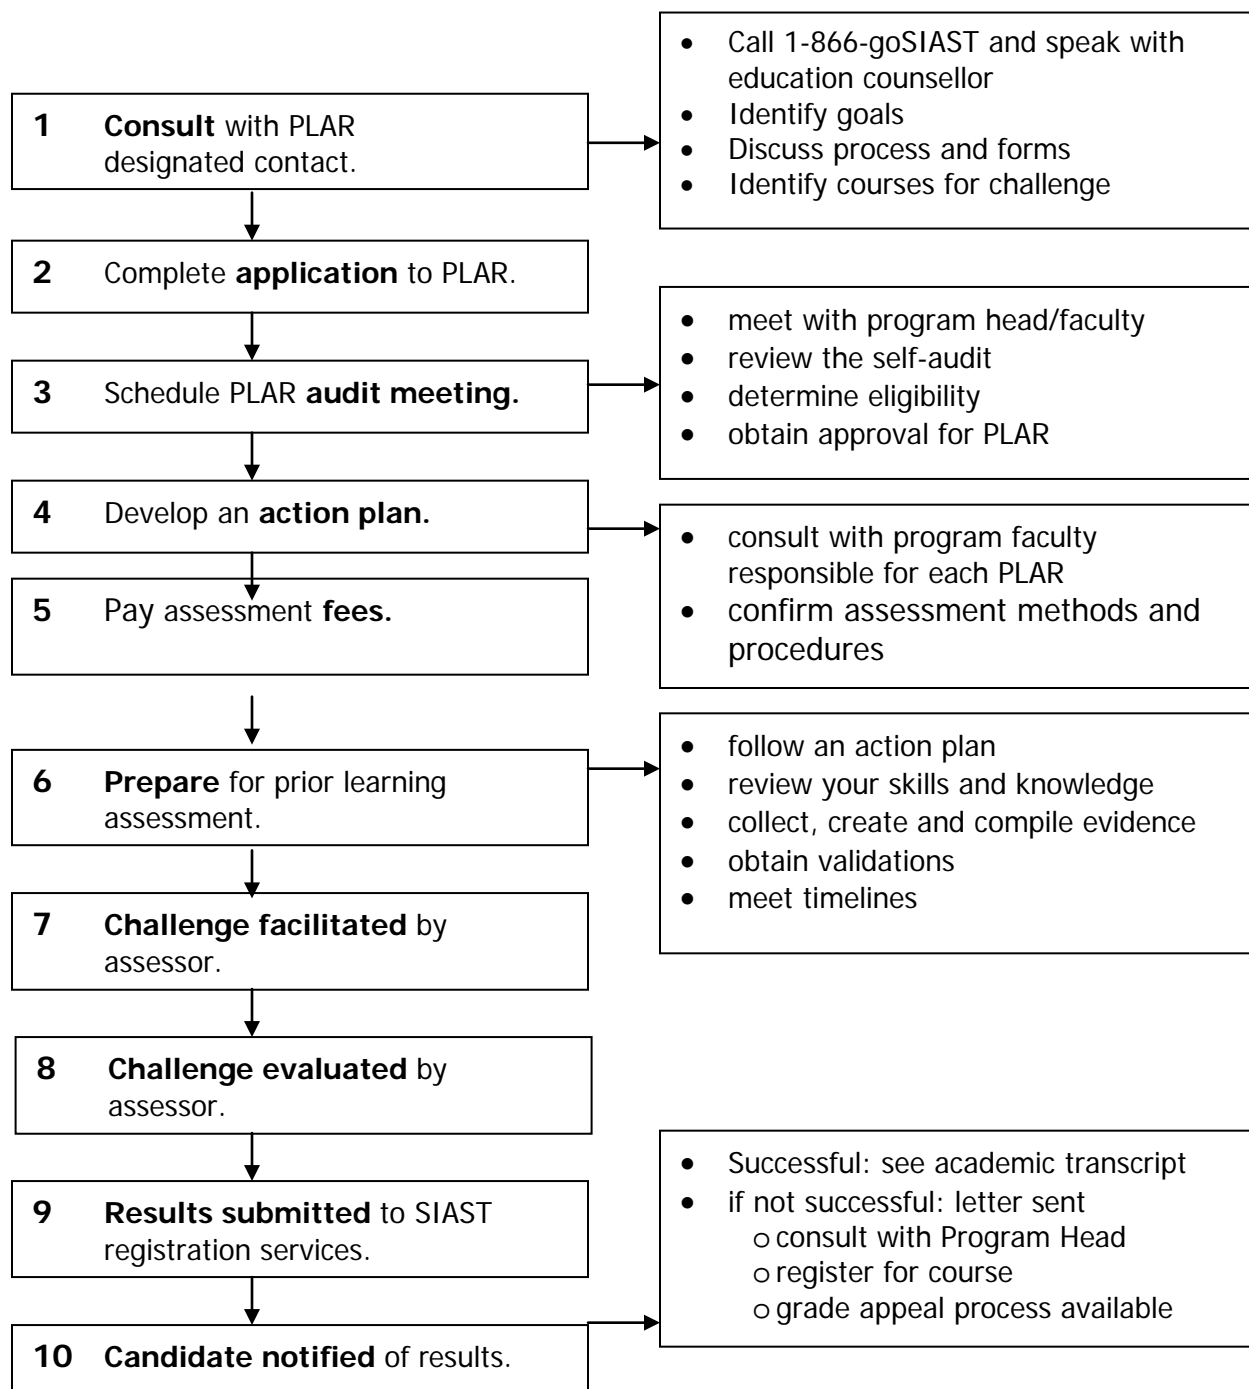 1 Consult with PLAR
designated contact.
• Call 1-866-goSIAST and speak with
education counsellor
• Identify goals
• Discuss process and forms
• Identify courses for challenge
2 Complete application to PLAR.
3 Schedule PLAR audit meeting.
• meet with program head/faculty
• review the self-audit
• determine eligibility
• obtain approval for PLAR
4 Develop an action plan.
• consult with program faculty
responsible for each PLAR
• confirm assessment methods and
procedures
5 Pay assessment fees.
6 Prepare for prior learning
assessment.
• follow an action plan
• review your skills and knowledge
• collect, create and compile evidence
• obtain validations
• meet timelines
7 Challenge facilitated by
assessor.
8 Challenge evaluated by
assessor.
9 Results submitted to SIAST
registration services.
10 Candidate notified of results.
• Successful: see academic transcript
• if not successful: letter sent
o consult with Program Head
o register for course
o grade appeal process available